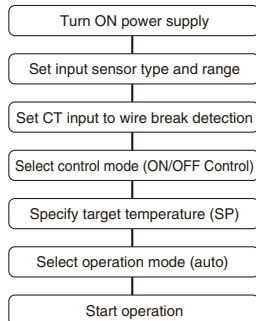 Turn ON power supply
Set input sensor type and range
Set CT input to wire break detection
Select control mode (ON/OFF Control)
Specify target temperature (SP)
Select operation mode (auto)
Start operation